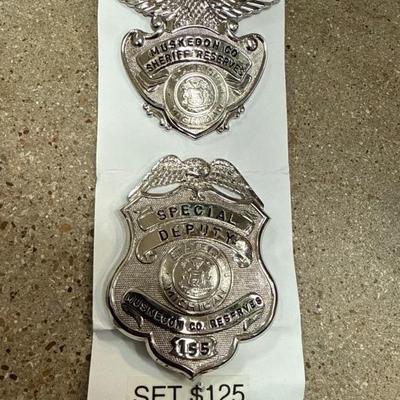 MUSKEGON CO.
SHERIFF RESERVES
SPECIAL
DEPUTY
MUSKEGON CO. RESERVES
155
SET $125